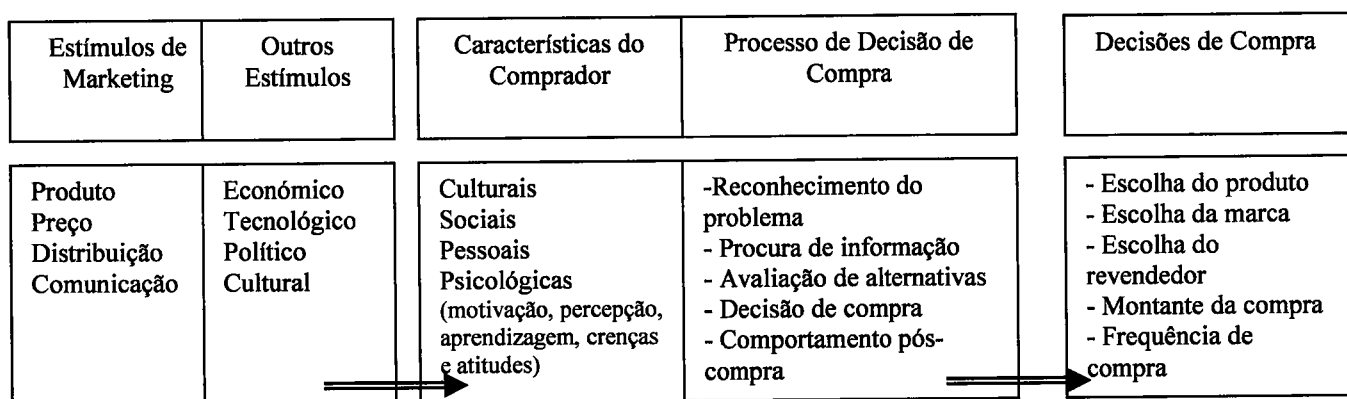 Estímulos de
Marketing
Outros
Estímulos
Características do
Comprador
Processo de Decisão de
Compra
Decisões de Compra
Produto
Preço
Distribuição
Comunicação
Económico
Tecnológico
Político
Cultural
Culturais
Sociais
Pessoais
Psicológicas
(motivação, percepção,
aprendizagem, crenças
e atitudes)
-Reconhecimento do
problema
- Procura de informação
- Avaliação de alternativas
- Decisão de compra
- Comportamento pós-
compra
- Escolha do produto
- Escolha da marca
- Escolha do
revendedor
- Montante da compra
- Frequência de
compra